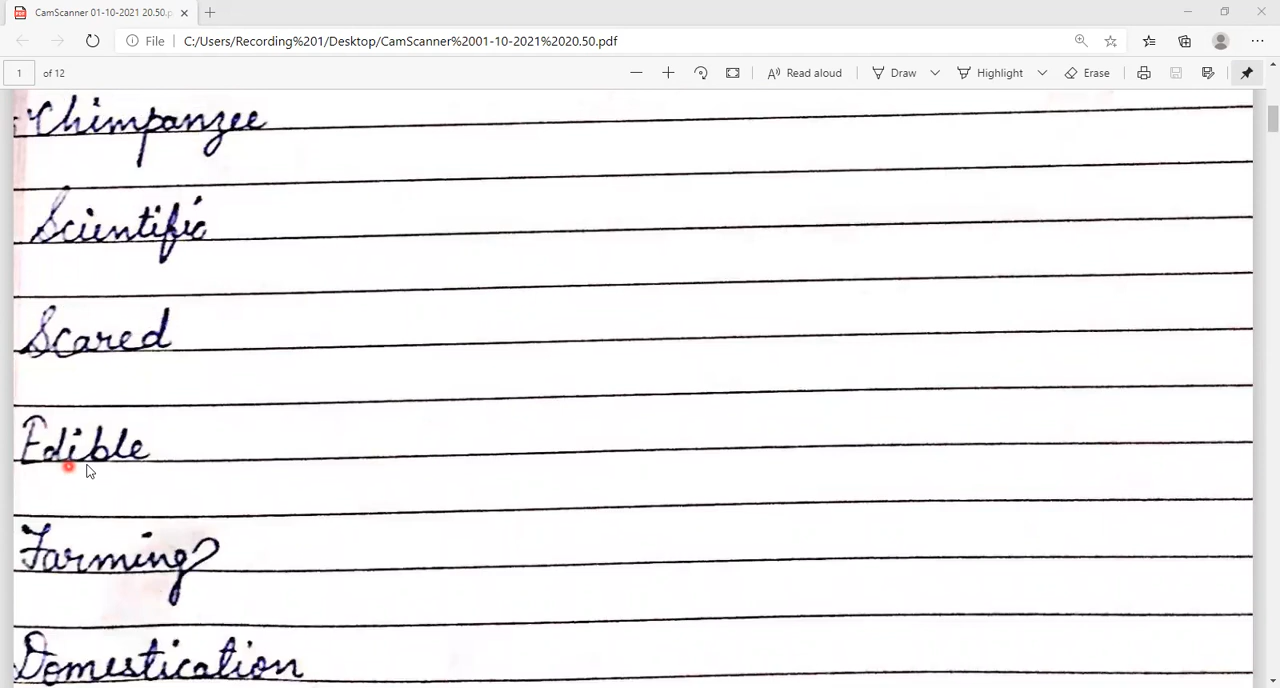 CamScanner 01-10-2021 20.50.p
File C:/Users/Recording%201/Desktop/CamScanner%2001-10-2021%2020.50.pdf
1 of 12 Read aloud Draw Highlight Erase
Chimpanzee
Scientific
Scared
Edible
Farming
Domestication